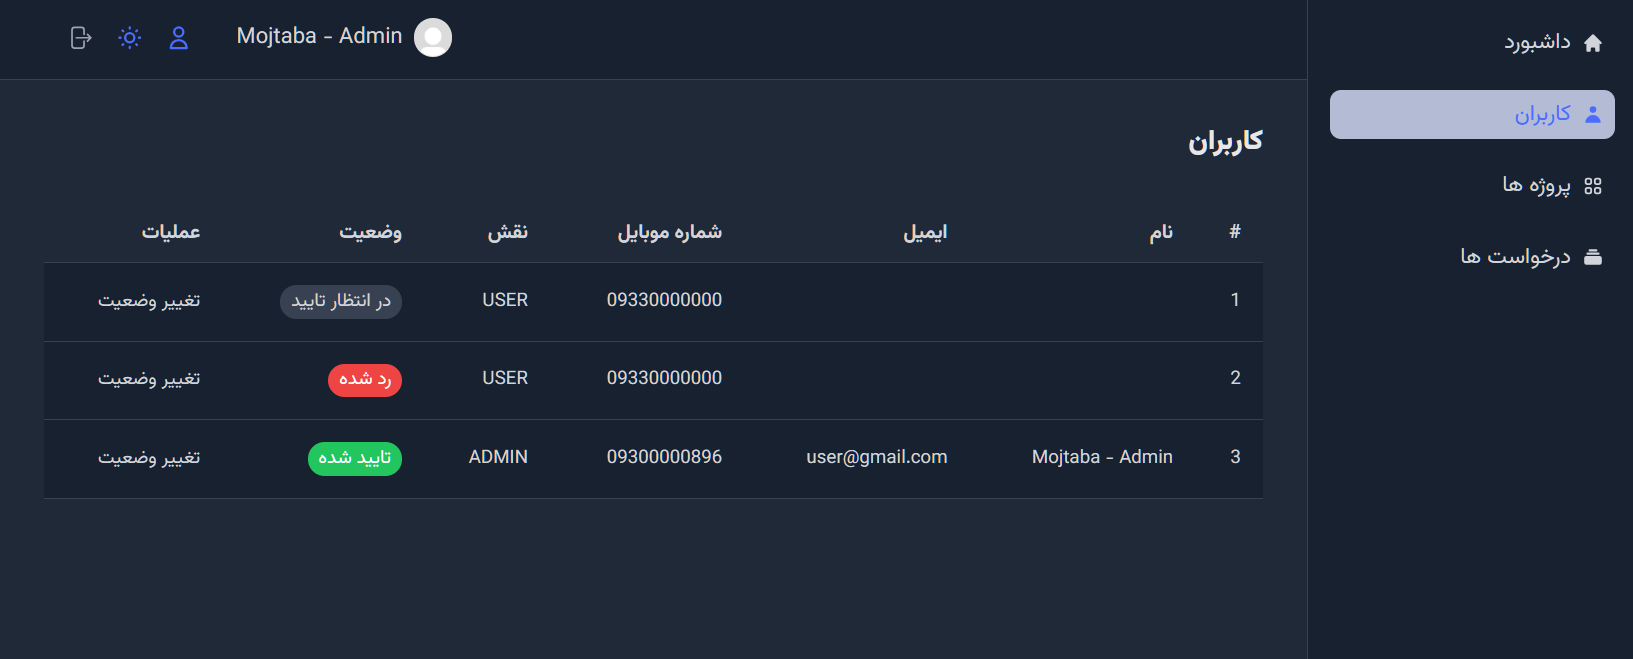 داشبورد
کاربران
پروژه ها
درخواست ها
Mojtaba - Admin
کاربران
# نام ایمیل شماره موبایل نقش وضعیت عملیات
1 09330000000 USER در انتظار تایید تغییر وضعیت
2 09330000000 USER رد شده تغییر وضعیت
3 Mojtaba - Admin user@gmail.com 09300000896 ADMIN تایید شده تغییر وضعیت